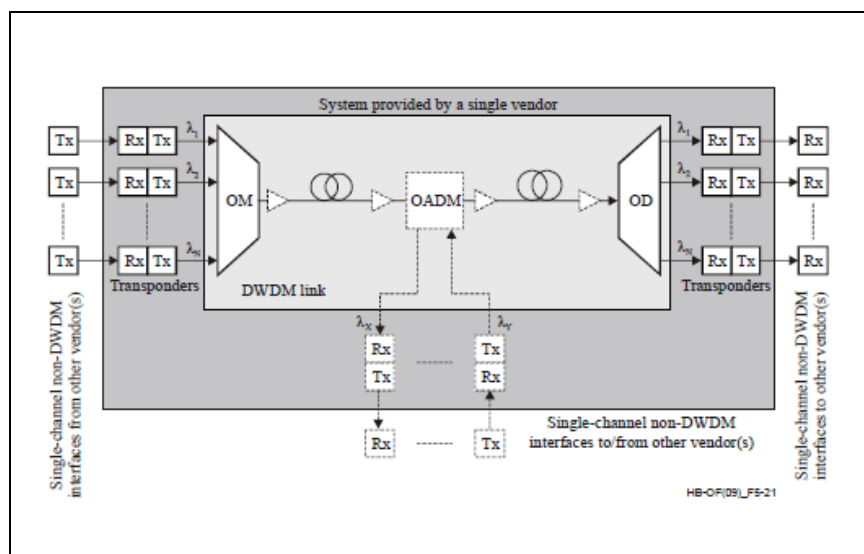 System provided by a single vendor
Tx
Rx Tx
λ1
λ1
Rx Tx
Rx
Tx
Rx Tx
λ2
λ2
Rx Tx
Rx
OM
OADM
OD
Tx
Rx Tx
λN
λN
Rx Tx
Rx
Transponders
DWDM link
Transponders
λX
λY
Rx
Tx
Tx
Rx
Rx
Tx
Single-channel non-DWDM
interfaces to/from other vendor(s)
Single-channel non-DWDM
interfaces from other vendor(s)
Single-channel non-DWDM
interfaces to other vendor(s)
HB-OF(09)_F5-21